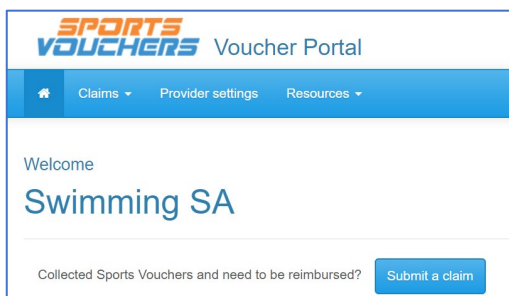 SPORTS
VOUCHERS Voucher Portal
Claims Provider settings Resources
Welcome
Swimming SA
Collected Sports Vouchers and need to be reimbursed? Submit a claim